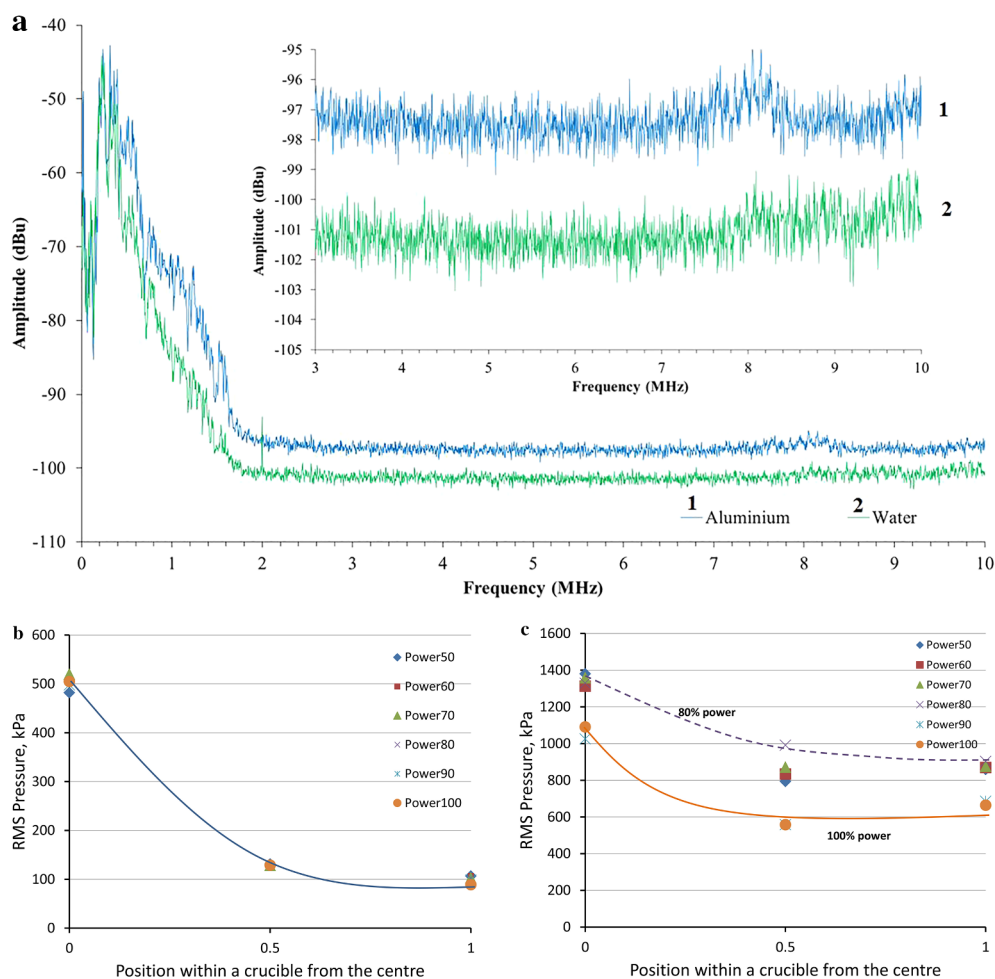 a
-40
-50
-60
-70
-80
-90
-100
-110
Amplitude (dBu)
0 1 2 3 4 5 6 7 8 9 10
Frequency (MHz)
-95
-96
-97
-98
-99
-100
-101
-102
-103
-104
-105
Amplitude (dBu)
3 4 5 6 7 8 9 10
Frequency (MHz)
1
2
1 Aluminium
2 Water
b
600
500
400
300
200
100
0
RMS Pressure, kPa
0 0.5 1
Position within a crucible from the centre
Power50
Power60
Power70
Power80
Power90
Power100
c
1600
1400
1200
1000
800
600
400
200
0
RMS Pressure, kPa
0 0.5 1
Position within a crucible from the centre
80% power
100% power
Power50
Power60
Power70
Power80
Power90
Power100